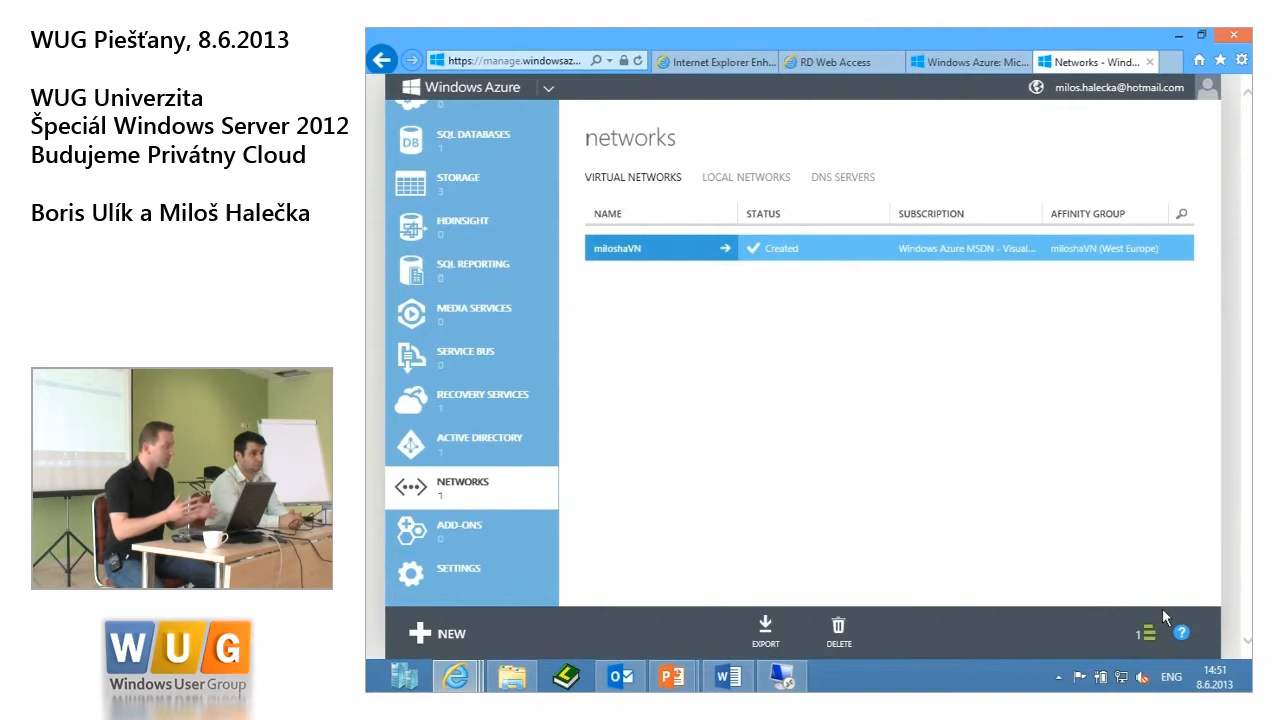 WUG Piešťany, 8.6.2013
WUG Univerzita
Špeciál Windows Server 2012
Budujeme Privátny Cloud
Boris Ulík a Miloš Halečka
https://manage.windowsaz...
Internet Explorer Enh...
RD Web Access
Windows Azure: Mic...
Networks - Wind...
Windows Azure
milos.halecka@hotmail.com
0
DB
SQL DATABASES
1
STORAGE
3
HDINSIGHT
0
SQL REPORTING
0
MEDIA SERVICES
0
SERVICE BUS
0
RECOVERY SERVICES
1
ACTIVE DIRECTORY
1
NETWORKS
1
ADD-ONS
0
SETTINGS
networks
VIRTUAL NETWORKS LOCAL NETWORKS DNS SERVERS
NAME STATUS SUBSCRIPTION AFFINITY GROUP
miloshaVN Created Windows Azure MSDN - Visual... miloshaVN (West Europe)
NEW
EXPORT
DELETE
1
?
ENG
14:51
8.6.2013
WUG
Windows User Group